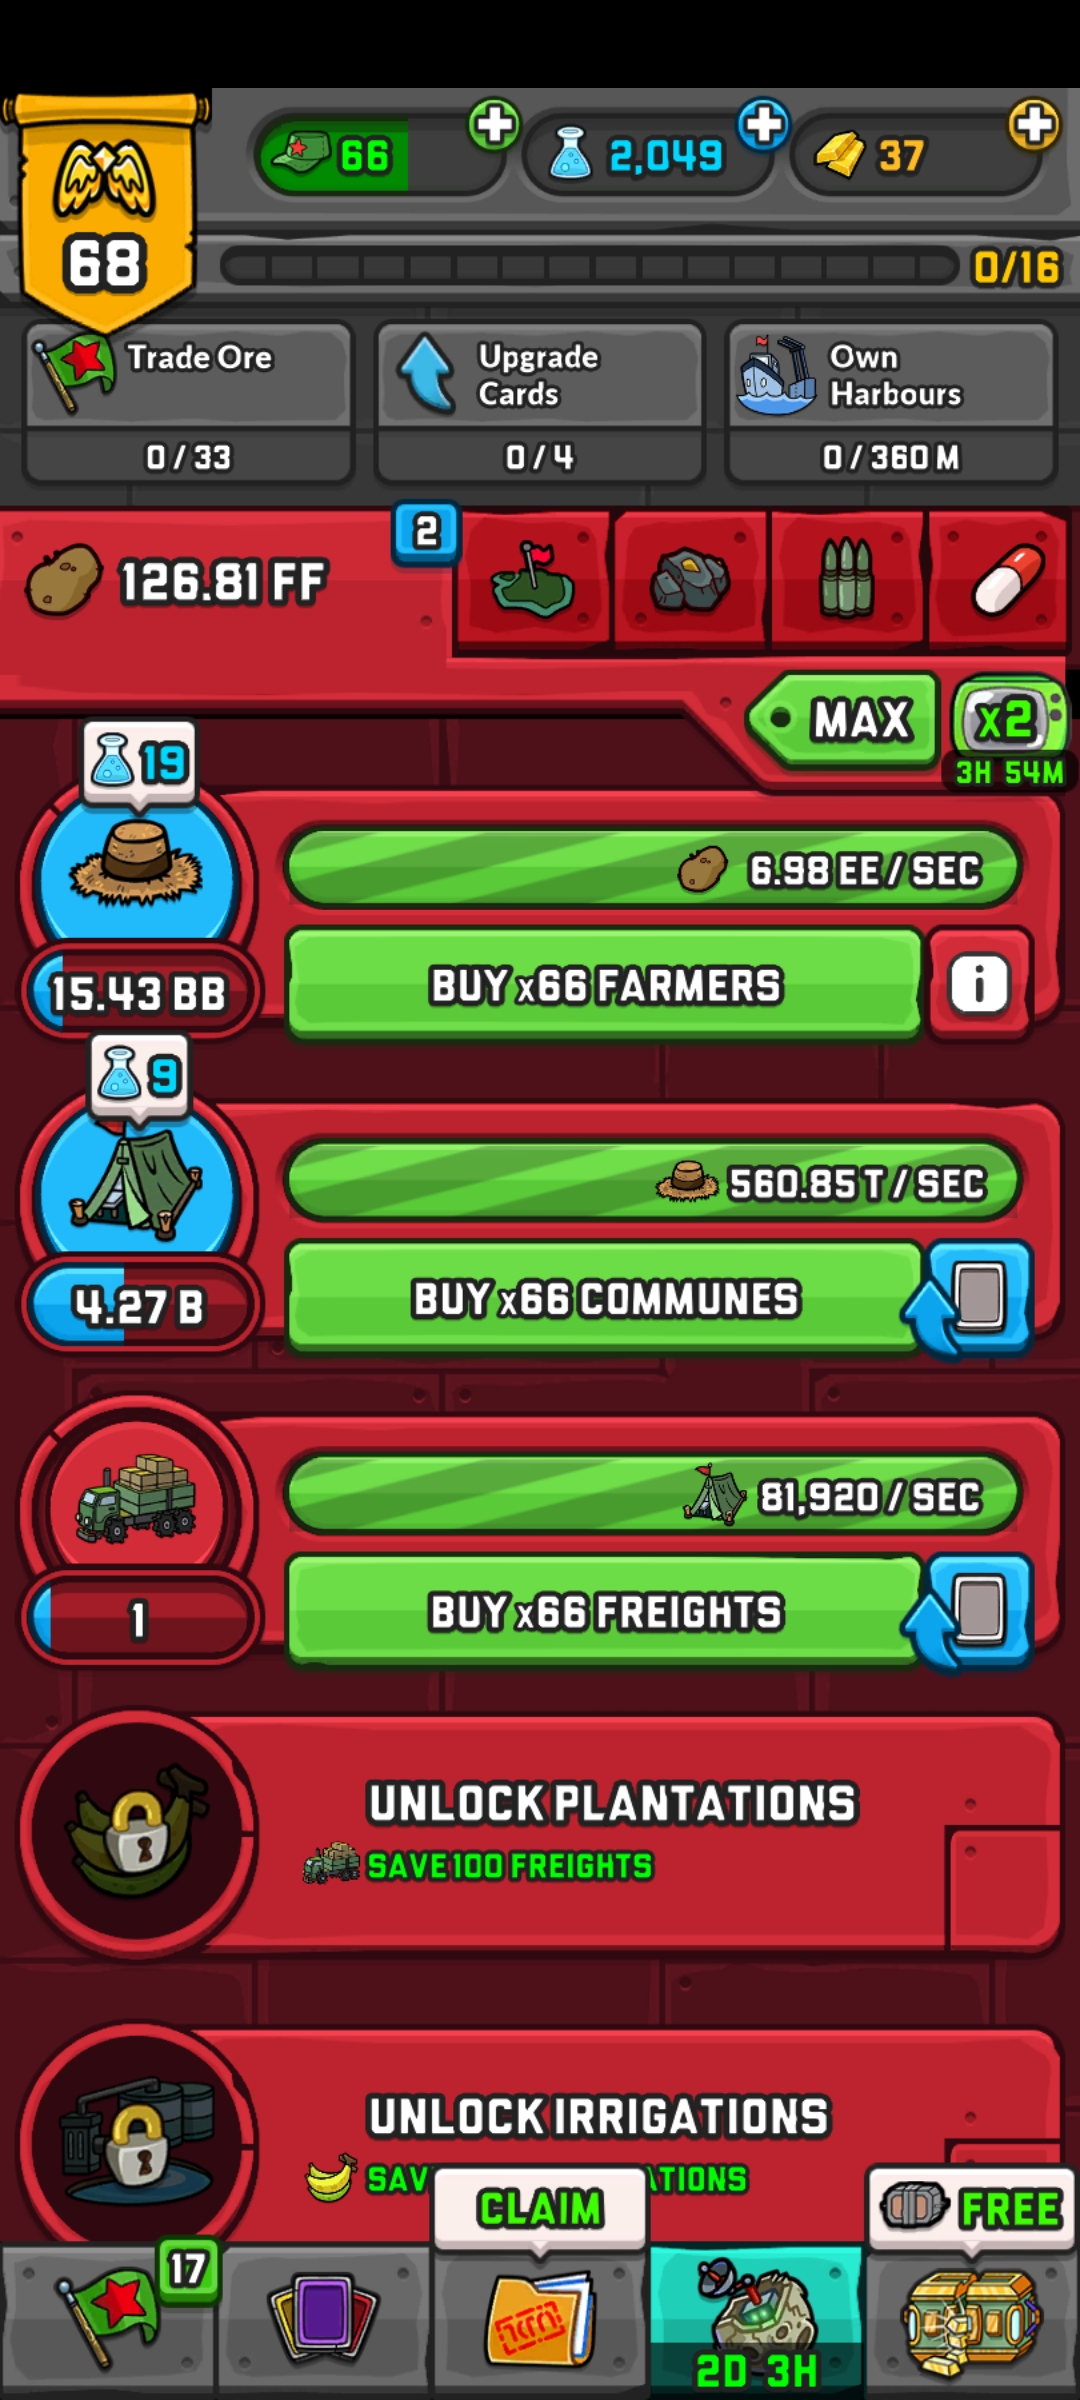 66
2,049
37
68
0/16
Trade Ore
Upgrade
Cards
Own
Harbours
0 / 33
0 / 4
0 / 360 M
126.81 FF
2
MAX
x2
3H 54M
19
6.98 EE / SEC
15.43 BB
BUY x66 FARMERS
i
9
560.85 T / SEC
4.27 B
BUY x66 COMMUNES
81,920 / SEC
1
BUY x66 FREIGHTS
UNLOCK PLANTATIONS
SAVE 100 FREIGHTS
UNLOCK IRRIGATIONS
CLAIM
FREE
17
2D 3H